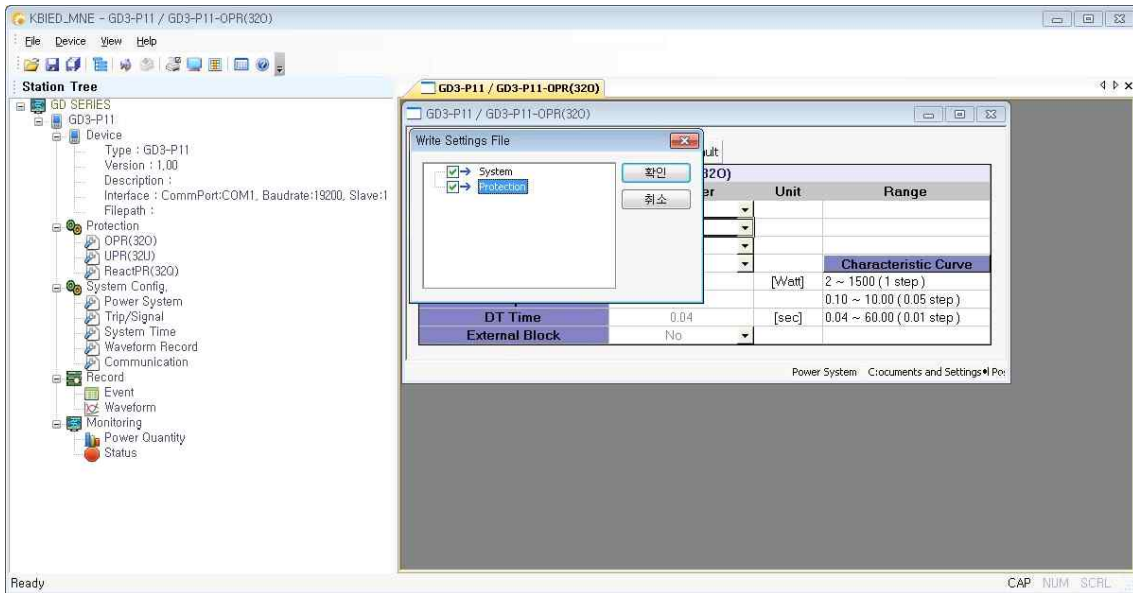 KBIED_MNE - GD3-P11 / GD3-P11-OPR(32O)
File Device View Help
Station Tree
GD SERIES
GD3-P11
Device
Type : GD3-P11
Version : 1,00
Description :
Interface : CommPort:COM1, Baudrate:19200, Slave:1
Filepath :
Protection
OPR(32O)
UPR(32U)
ReactPR(32Q)
System Config,
Power System
Trip/Signal
System Time
Waveform Record
Communication
Record
Event
Waveform
Monitoring
Power Quantity
Status
GD3-P11 / GD3-P11-OPR(32O)
GD3-P11 / GD3-P11-OPR(32O)
Write Settings File
System
Protection
확인
취소
ult
32O)
er Unit Range
Characteristic Curve
[Watt] 2 ~ 1500 ( 1 step )
0.10 ~ 10.00 ( 0.05 step )
DT Time 0.04 [sec] 0.04 ~ 60.00 ( 0.01 step )
External Block No
Power System C:ocuments and Settings
Ready CAP NUM SCRL